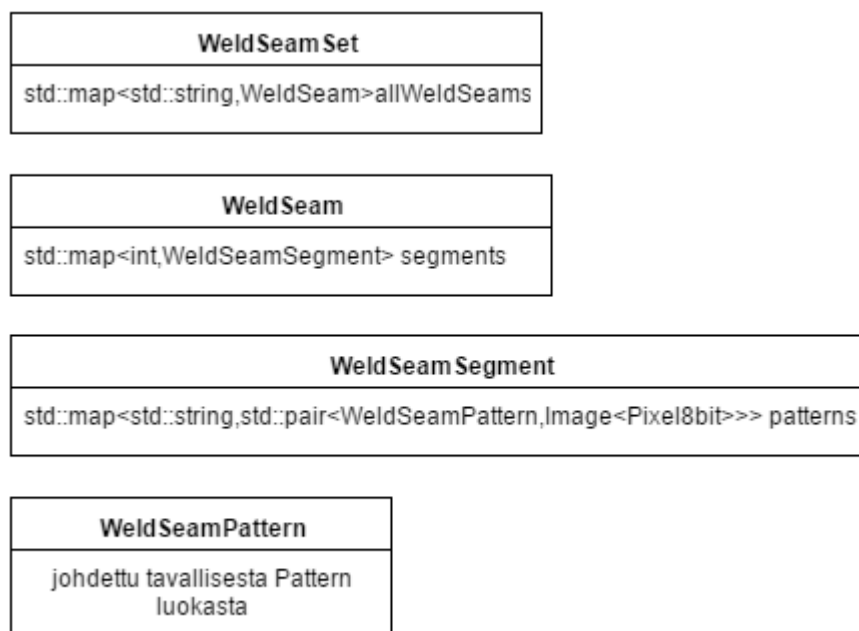 WeldSeamSet
std::map<std::string,WeldSeam>allWeldSeams
WeldSeam
std::map<int,WeldSeamSegment> segments
WeldSeamSegment
std::map<std::string,std::pair<WeldSeamPattern,Image<Pixel8bit>>> patterns
WeldSeamPattern
johdettu tavallisesta Pattern
luokasta